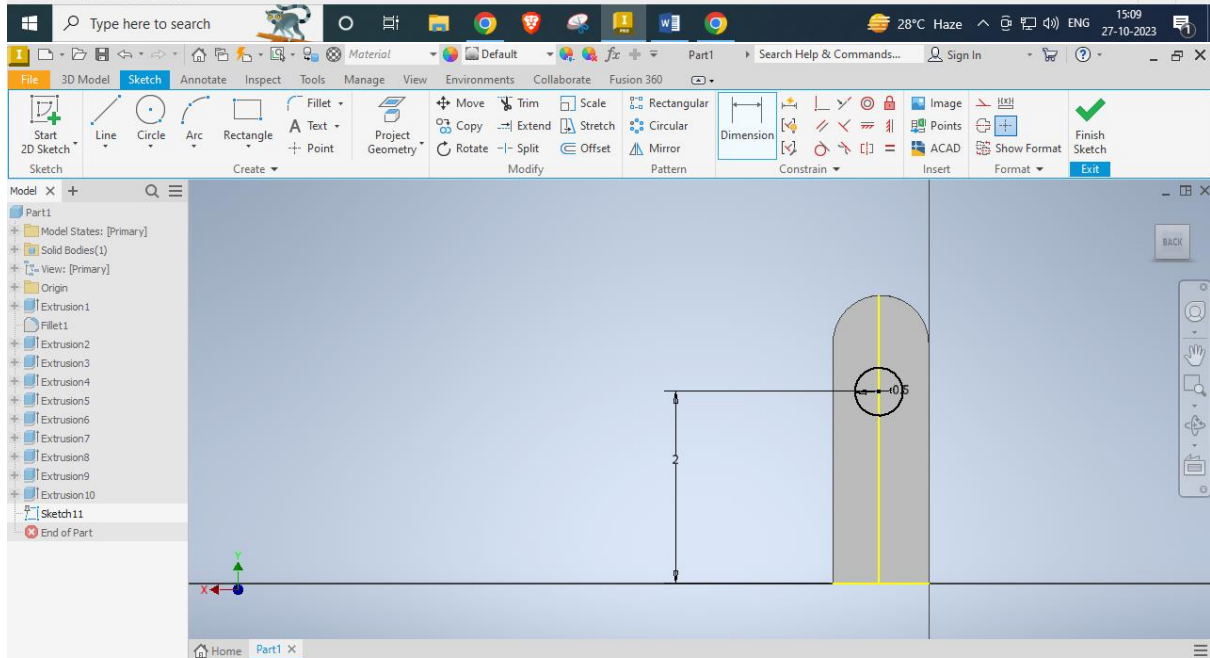 Type here to search
28°C Haze
ENG
15:09
27-10-2023
1
I
PRO
W
I
Material
Default
fx
Part1
Search Help & Commands...
Sign In
?
File 3D Model Sketch Annotate Inspect Tools Manage View Environments Collaborate Fusion 360
Start
2D Sketch
Line
Circle
Arc
Rectangle
Fillet
A Text
Point
Project
Geometry
Move Trim Scale
Copy Extend Stretch
Rotate Split Offset
Rectangular
Circular
Mirror
Dimension
Image
Points
ACAD
Show Format
Finish
Sketch
Sketch Create Modify Pattern Constrain Insert Format Exit
Model
Part1
Model States: [Primary]
Solid Bodies(1)
View: [Primary]
Origin
Extrusion1
Fillet1
Extrusion2
Extrusion3
Extrusion4
Extrusion5
Extrusion6
Extrusion7
Extrusion8
Extrusion9
Extrusion10
Sketch11
End of Part
BACK
0.5
2
Y
X
Home Part1